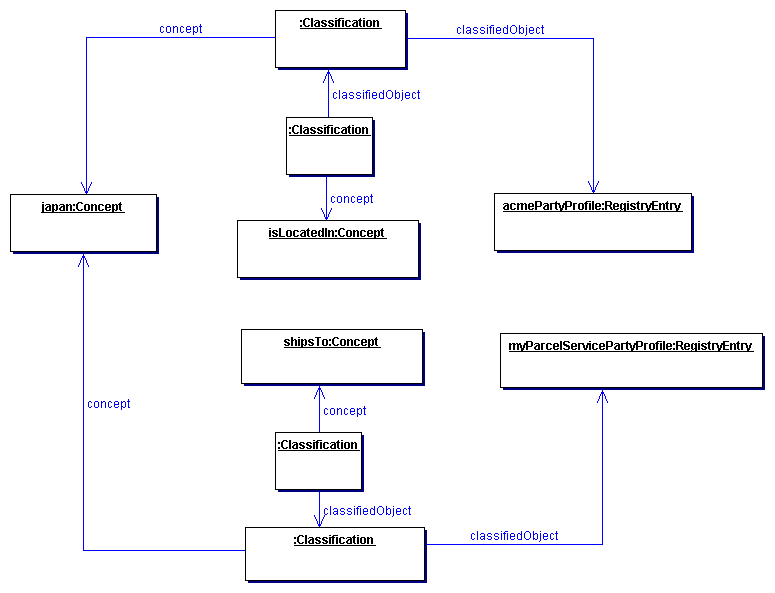 :Classification
concept
classifiedObject
classifiedObject
:Classification
concept
japan:Concept
acmePartyProfile:RegistryEntry
isLocatedIn:Concept
shipsTo:Concept
myParcelServicePartyProfile:RegistryEntry
concept
concept
:Classification
classifiedObject
classifiedObject
:Classification